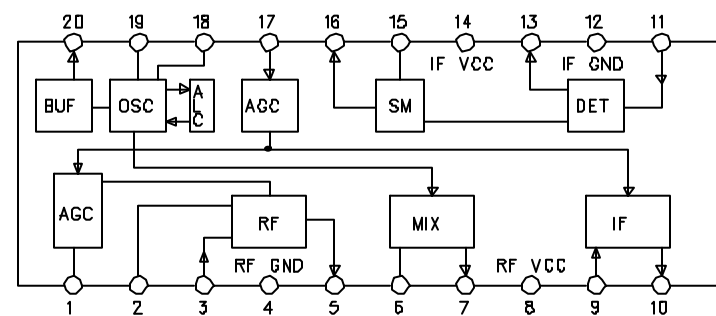 20 19 18 17 16 15 14 13 12 11
IF VCC IF GND
BUF OSC ALC AGC SM DET
AGC RF MIX IF
RF GND RF VCC
1 2 3 4 5 6 7 8 9 10